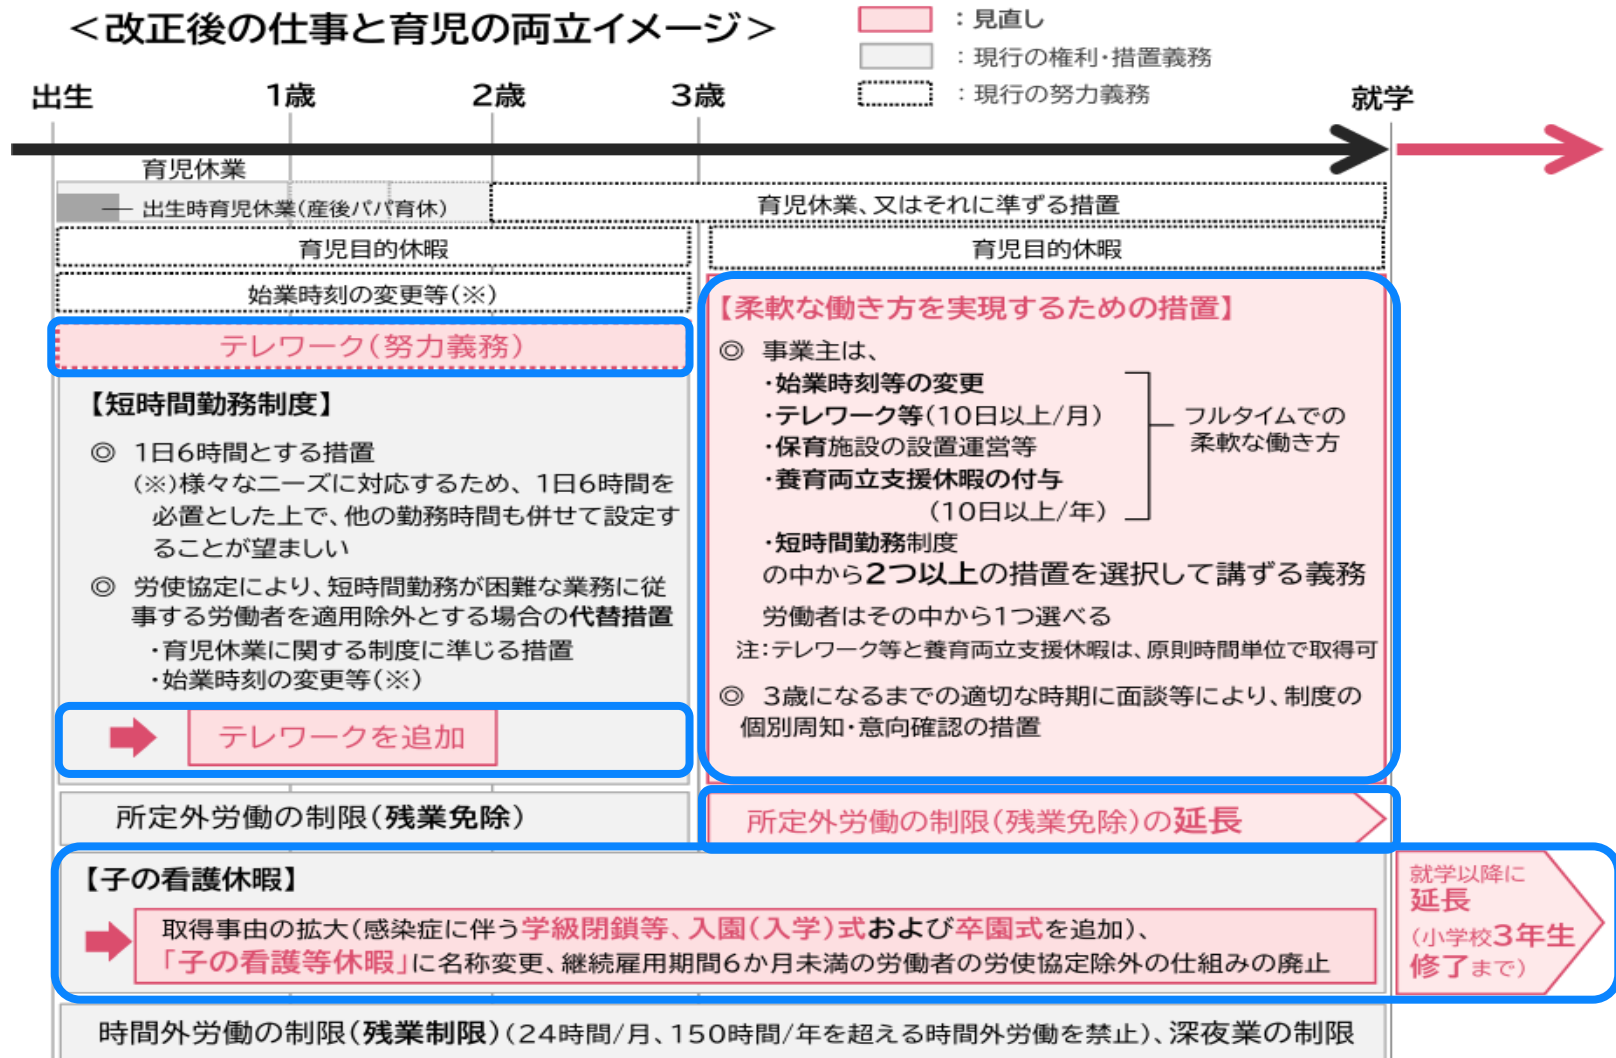 ＜改正後の仕事と育児の両立イメージ＞
：見直し
：現行の権利・措置義務
：現行の努力義務
出生 1歳 2歳 3歳 就学
育児休業
出生時育児休業(産後パパ育休)
育児休業、又はそれに準ずる措置
育児目的休暇
育児目的休暇
始業時刻の変更等(※)
テレワーク(努力義務)
【短時間勤務制度】
◎ 1日6時間とする措置
(※)様々なニーズに対応するため、1日6時間を
必置とした上で、他の勤務時間も併せて設定す
ることが望ましい
◎ 労使協定により、短時間勤務が困難な業務に従
事する労働者を適用除外とする場合の代替措置
・育児休業に関する制度に準じる措置
・始業時刻の変更等(※)
テレワークを追加
【柔軟な働き方を実現するための措置】
◎ 事業主は、
・始業時刻等の変更
・テレワーク等(10日以上/月)
・保育施設の設置運営等
・養育両立支援休暇の付与
(10日以上/年)
フルタイムでの
柔軟な働き方
・短時間勤務制度
の中から2つ以上の措置を選択して講ずる義務
労働者はその中から1つ選べる
注：テレワーク等と養育両立支援休暇は、原則時間単位で取得可
◎ 3歳になるまでの適切な時期に面談等により、制度の
個別周知・意向確認の措置
所定外労働の制限(残業免除)
所定外労働の制限(残業免除)の延長
【子の看護休暇】
取得事由の拡大(感染症に伴う学級閉鎖等、入園(入学)式および卒園式を追加)、
「子の看護等休暇」に名称変更、継続雇用期間6か月未満の労働者の労使協定除外の仕組みの廃止
就学以降に
延長
(小学校3年生
修了まで)
時間外労働の制限(残業制限)(24時間/月、150時間/年を超える時間外労働を禁止)、深夜業の制限